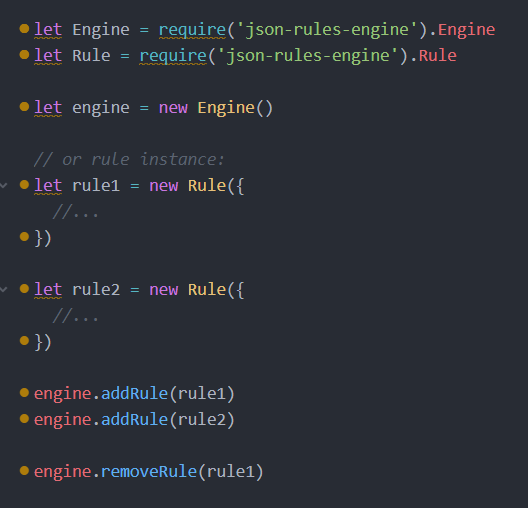 let Engine = require('json-rules-engine').Engine
let Rule = require('json-rules-engine').Rule
let engine = new Engine()
// or rule instance:
let rule1 = new Rule({
//...
})
let rule2 = new Rule({
//...
})
engine.addRule(rule1)
engine.addRule(rule2)
engine.removeRule(rule1)